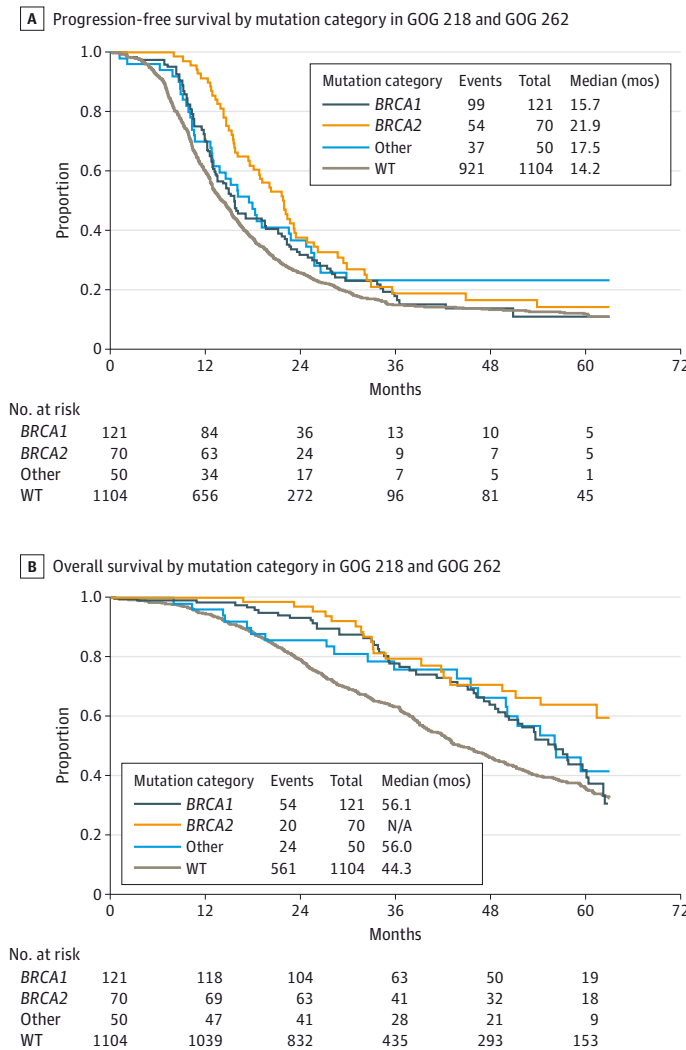 A Progression-free survival by mutation category in GOG 218 and GOG 262
1.0
0.8
0.6
0.4
0.2
0
Proportion
Mutation category Events Total Median (mos)
BRCA1 99 121 15.7
BRCA2 54 70 21.9
Other 37 50 17.5
WT 921 1104 14.2
0 12 24 36 48 60 72
Months
No. at risk
BRCA1 121 84 36 13 10 5
BRCA2 70 63 24 9 7 5
Other 50 34 17 7 5 1
WT 1104 656 272 96 81 45
B Overall survival by mutation category in GOG 218 and GOG 262
1.0
0.8
0.6
0.4
0.2
0
Proportion
Mutation category Events Total Median (mos)
BRCA1 54 121 56.1
BRCA2 20 70 N/A
Other 24 50 56.0
WT 561 1104 44.3
0 12 24 36 48 60 72
Months
No. at risk
BRCA1 121 118 104 63 50 19
BRCA2 70 69 63 41 32 18
Other 50 47 41 28 21 9
WT 1104 1039 832 435 293 153